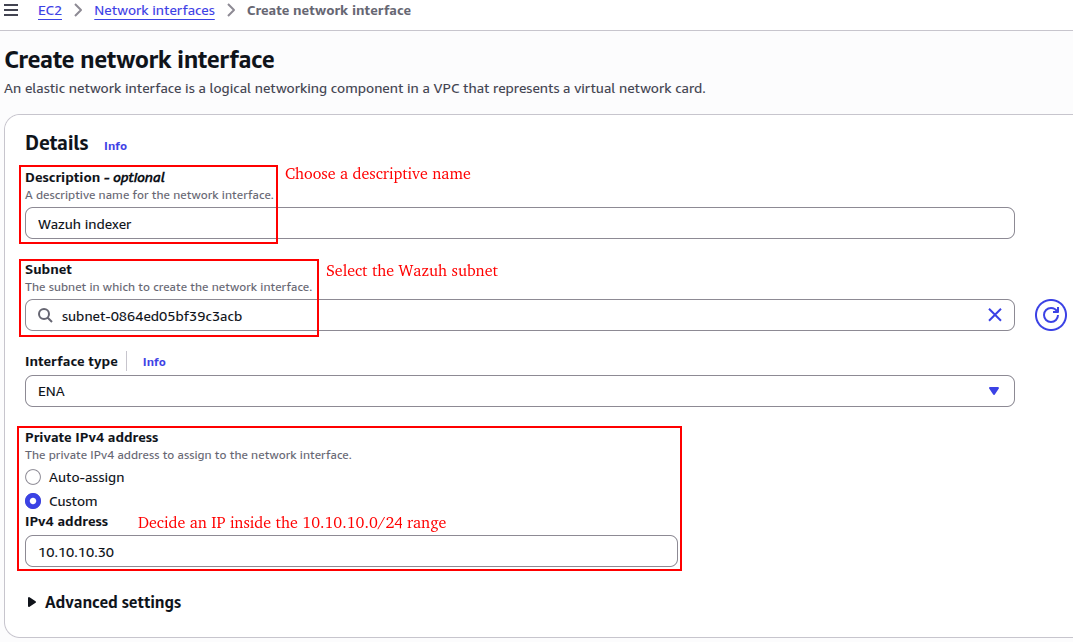 EC2 > Network interfaces > Create network interface
Create network interface
An elastic network interface is a logical networking component in a VPC that represents a virtual network card.
Details Info
Description - optional
Choose a descriptive name
A descriptive name for the network interface.
Wazuh indexer
Subnet
Select the Wazuh subnet
The subnet in which to create the network interface.
subnet-0864ed05bf39c3acb
Interface type Info
ENA
Private IPv4 address
The private IPv4 address to assign to the network interface.
Auto-assign
Custom
IPv4 address Decide an IP inside the 10.10.10.0/24 range
10.10.10.30
Advanced settings